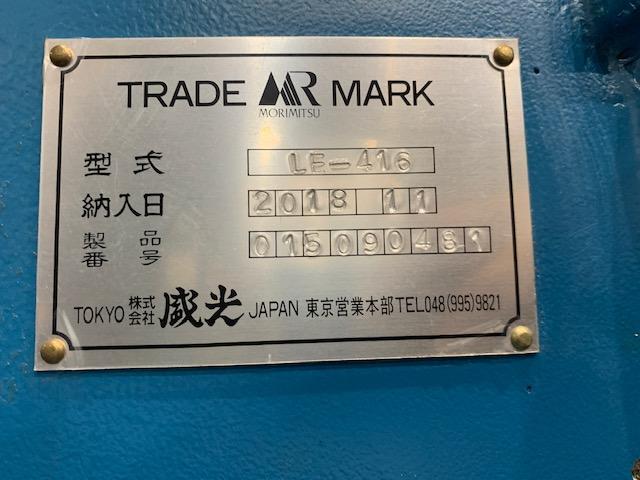 TRADE MR MARK
MORIMITSU
型式 LE-416
納入日 2018 11
製品番号 015090481
TOKYO 株式会社 盛光 JAPAN 東京営業本部TEL048(995)9821